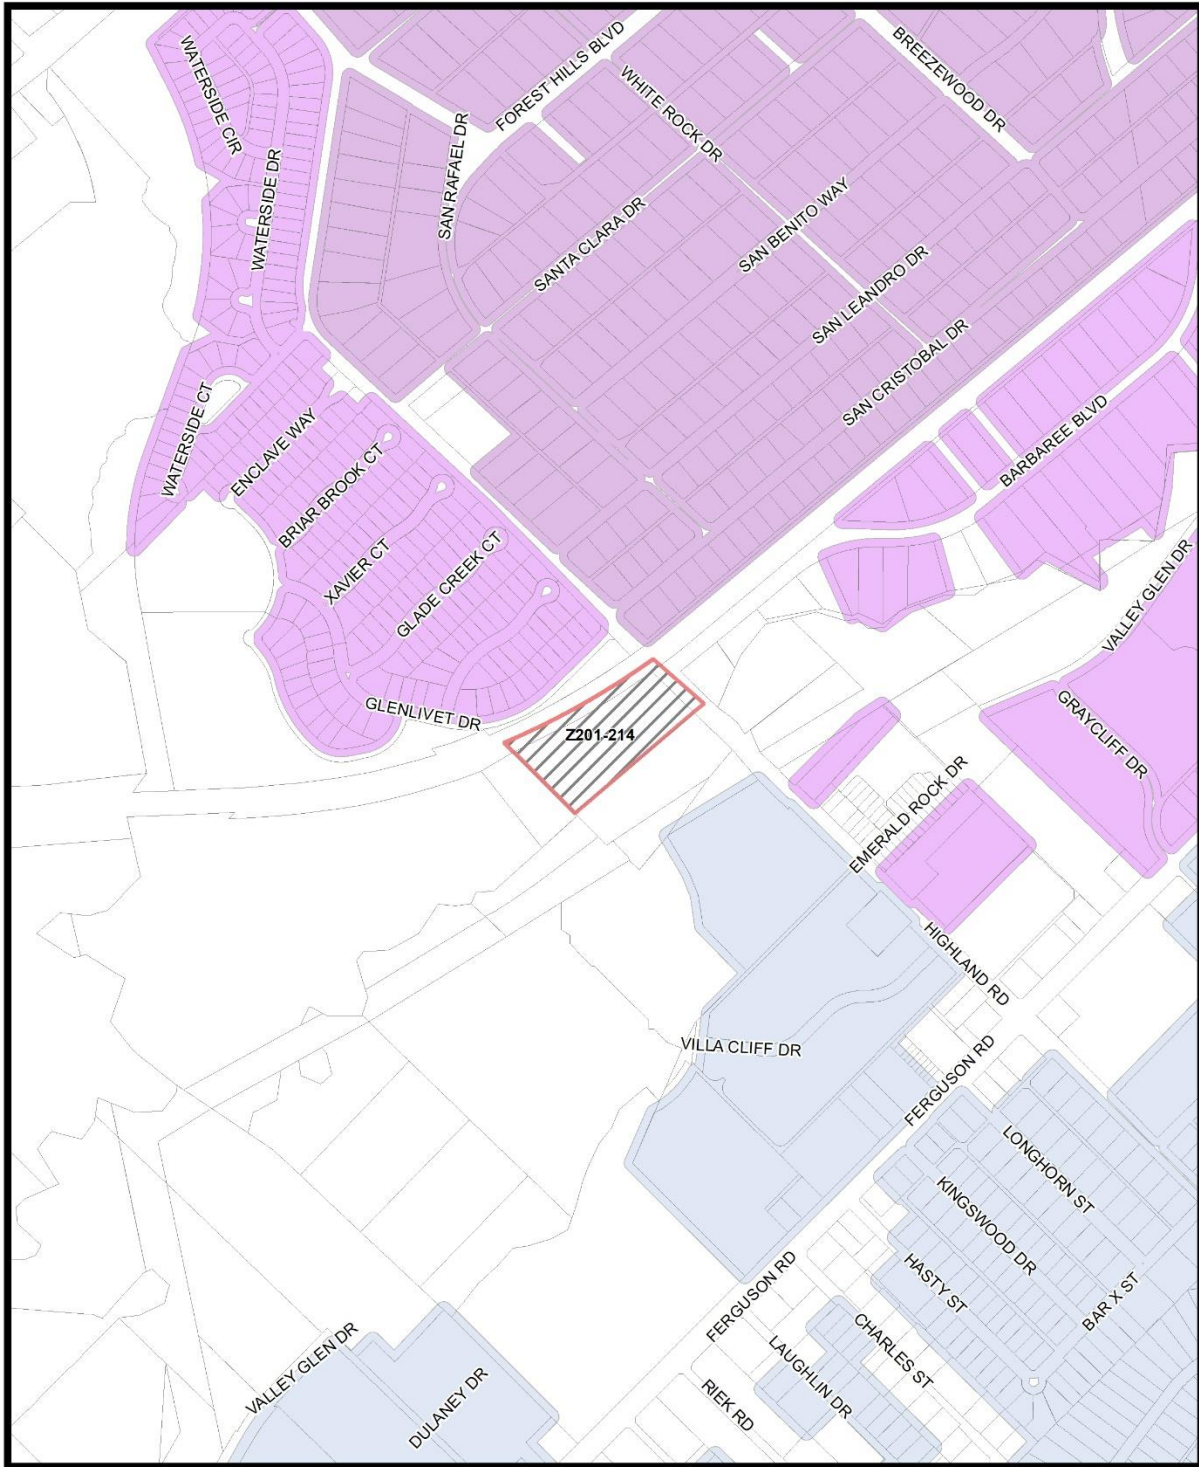 WATERSIDE CIR
FOREST HILLS BLVD
BREEZEWOOD DR
WHITE ROCK DR
WATERSIDE DR
SAN RAFAEL DR
SANTA CLARA DR
SAN BENITO WAY
SAN LEANDRO DR
SAN CRISTOBAL DR
WATERSIDE CT
ENCLAVE WAY
BRIAR BROOK CT
BARBAREE BLVD
XAVIER CT
GLADE CREEK CT
VALLEY GLEN DR
GLENLIVET DR
GRAYCLIFF DR
Z201-214
EMERALD ROCK DR
HIGHLAND RD
VILLA CLIFF DR
FERGUSON RD
LONGHORN ST
KINGSWOOD DR
HASTY ST
BAR X ST
FERGUSON RD
CHARLES ST
LAUGHLIN DR
VALLEY GLEN DR
DULANEY DR
RIEK RD